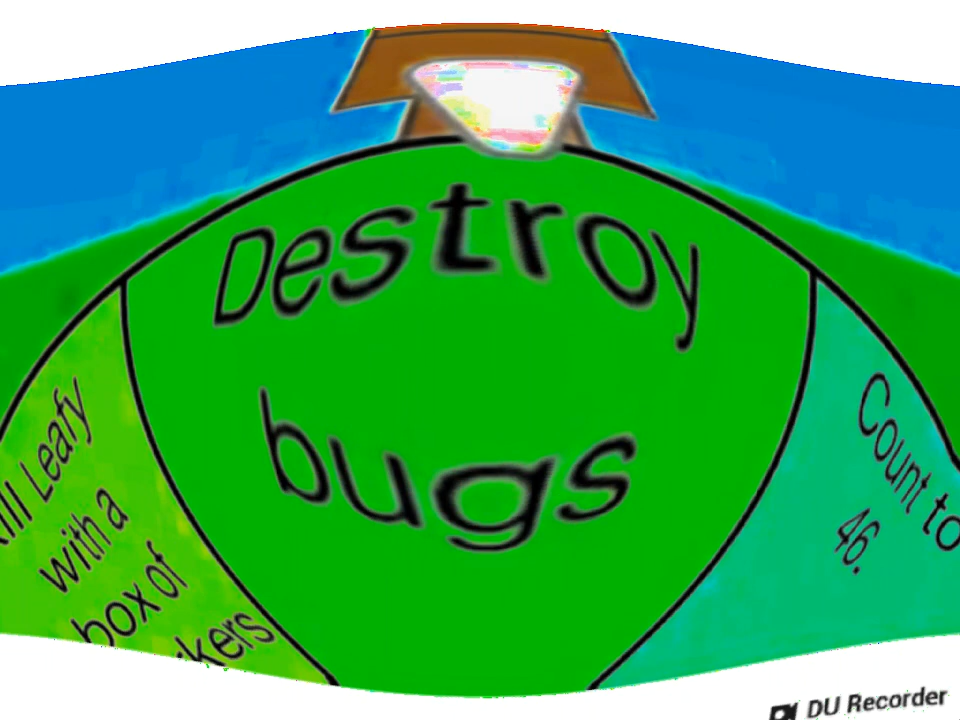 Destroy
bugs
Leafy
with a
box of
Count to
46.
DU Recorder